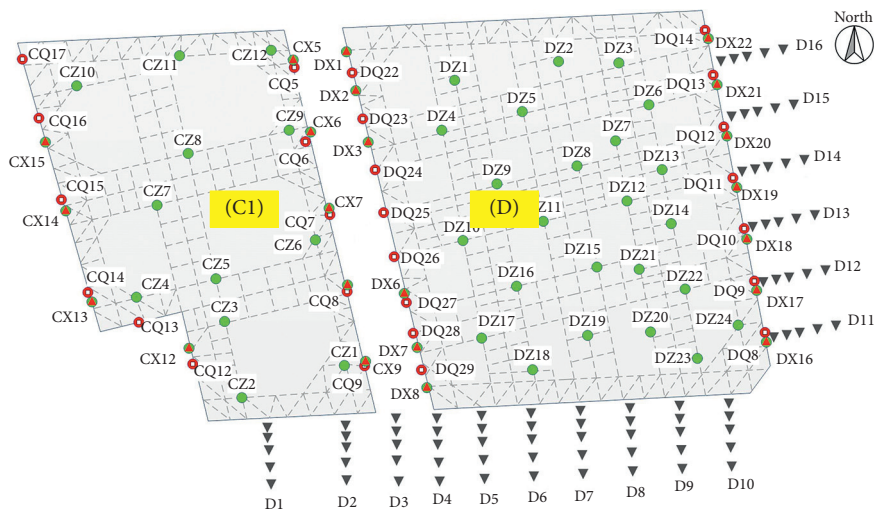 North
CQ17
CZ10
CZ11
CZ12
CX5
CQ5
CQ16
CX15
CZ8
CZ9
CX6
CQ6
CQ15
CX14
CZ7
(C1)
CX7
CQ7
CZ6
CQ14
CX13
CZ4
CZ5
CQ13
CZ3
CQ8
CX12
CQ12
CZ2
CZ1
CX9
CQ9
DX1
DQ22
DX2
DQ23
DX3
DQ24
DQ25
DQ26
DX6
DQ27
DQ28
DX7
DQ29
DX8
DZ1
DZ2
DZ3
DZ4
DZ5
DZ6
DZ7
DZ8
DZ9
(D)
DZ10
DZ11
DZ12
DZ13
DZ14
DZ15
DZ16
DZ17
DZ18
DZ19
DZ20
DZ21
DZ22
DZ23
DZ24
DQ14
DX22
DQ13
DX21
DQ12
DX20
DQ11
DX19
DQ10
DX18
DQ9
DX17
DQ8
DX16
D16
D15
D14
D13
D12
D11
D1
D2
D3
D4
D5
D6
D7
D8
D9
D10